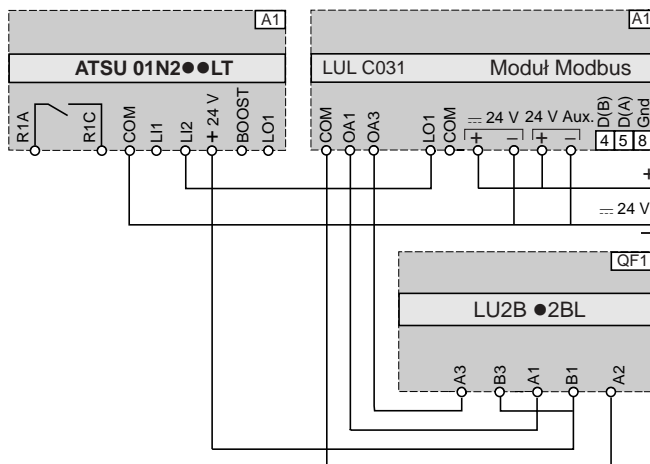 A1
A1
ATSU 01N2●●LT
LUL C031 Moduł Modbus
R1A
R1C
COM
LI1
LI2
+ 24 V
BOOST
LO1
COM
OA1
OA3
LO1
COM
⎓ 24 V
+
−
24 V Aux.
+
−
D(B)
D(A)
Gnd
4 5 8
+
⎓ 24 V
−
QF1
LU2B ●2BL
A3
B3
A1
B1
A2